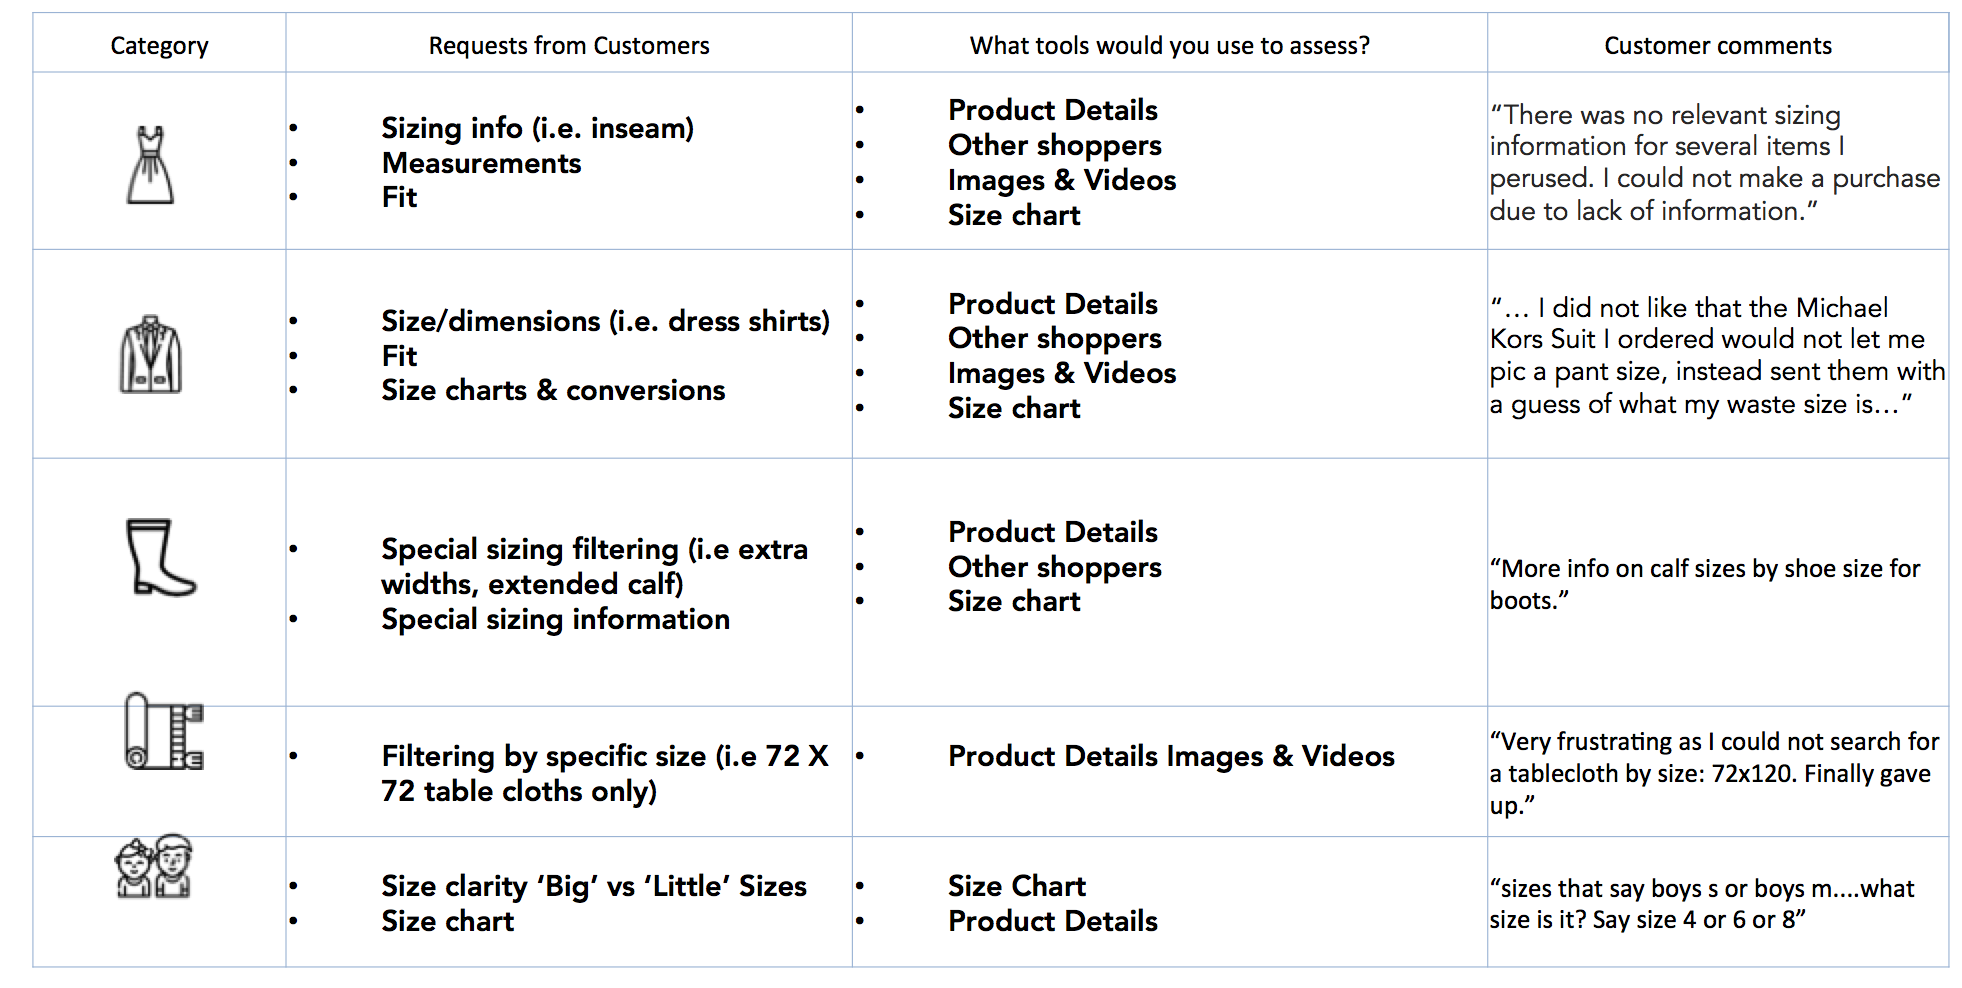 Category
Requests from Customers
What tools would you use to assess?
Customer comments
• Sizing info (i.e. inseam)
• Measurements
• Fit
• Product Details
• Other shoppers
• Images & Videos
• Size chart
“There was no relevant sizing
information for several items I
perused. I could not make a purchase
due to lack of information.”
• Size/dimensions (i.e. dress shirts)
• Fit
• Size charts & conversions
• Product Details
• Other shoppers
• Images & Videos
• Size chart
“… I did not like that the Michael
Kors Suit I ordered would not let me
pic a pant size, instead sent them with
a guess of what my waste size is…”
• Special sizing filtering (i.e extra
widths, extended calf)
• Special sizing information
• Product Details
• Other shoppers
• Size chart
“More info on calf sizes by shoe size for
boots.”
• Filtering by specific size (i.e 72 X
72 table cloths only)
• Product Details Images & Videos
“Very frustrating as I could not search for
a tablecloth by size: 72x120. Finally gave
up.”
• Size clarity ‘Big’ vs ‘Little’ Sizes
• Size chart
• Size Chart
• Product Details
“sizes that say boys s or boys m....what
size is it? Say size 4 or 6 or 8”